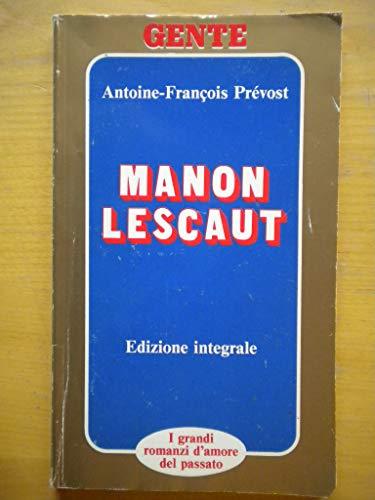 GENTE
Antoine-François Prévost
MANON
LESCAUT
Edizione integrale
I grandi
romanzi d'amore
del passato